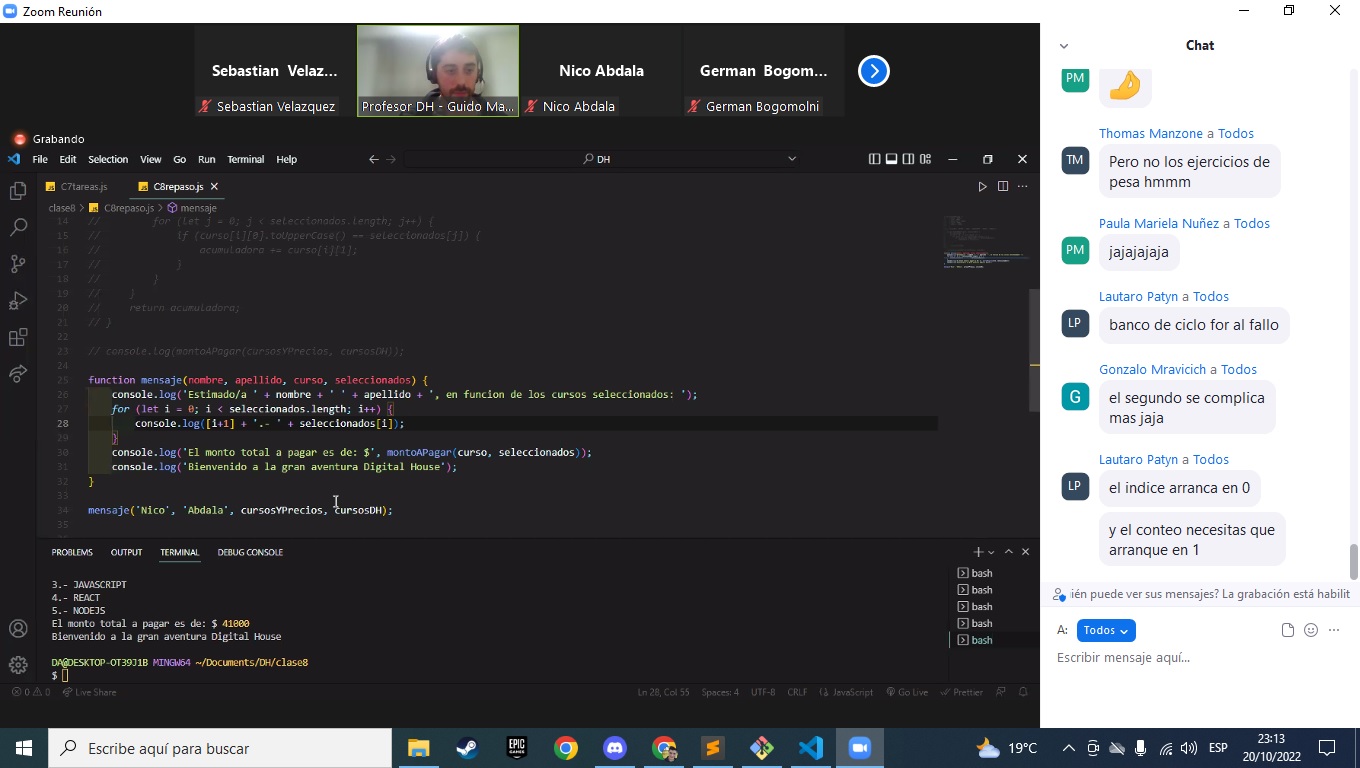 Zoom Reunión
Sebastian Velaz...
Nico Abdala
German Bogom...
Sebastian Velazquez
Profesor DH - Guido Ma...
Nico Abdala
German Bogomolni
Grabando
File Edit Selection View Go Run Terminal Help
DH
C7tareas.js
C8repaso.js
clase8 > C8repaso.js > mensaje
14 // for (let j = 0; j < seleccionados.length; j++) {
15 // if (curso[i][0].toUpperCase() == seleccionados[j]) {
16 // acumuladora += curso[i][1];
17 // }
18 // }
19 // }
20 // return acumuladora;
21 // }
22
23 // console.log(montoAPagar(cursosYPrecios, cursosDH));
24
25 function mensaje(nombre, apellido, curso, seleccionados) {
26 console.log('Estimado/a ' + nombre + ' ' + apellido + ', en funcion de los cursos seleccionados: ');
27 for (let i = 0; i < seleccionados.length; i++) {
28 console.log([i+1] + '.- ' + seleccionados[i]);
29 }
30 console.log('El monto total a pagar es de: $', montoAPagar(curso, seleccionados));
31 console.log('Bienvenido a la gran aventura Digital House');
32 }
33
34 mensaje('Nico', 'Abdala', cursosYPrecios, cursosDH);
35
PROBLEMS OUTPUT TERMINAL DEBUG CONSOLE
3.- JAVASCRIPT
4.- REACT
5.- NODEJS
El monto total a pagar es de: $ 41000
Bienvenido a la gran aventura Digital House
DA@DESKTOP-OT39J1B MINGW64 ~/Documents/DH/clase8
$
bash
bash
bash
bash
bash
0 0 Live Share
Ln 28, Col 55 Spaces: 4 UTF-8 CRLF JavaScript Go Live Prettier
Chat
PM
Thomas Manzone a Todos
TM
Pero no los ejercicios de
pesa hmmm
Paula Mariela Nuñez a Todos
PM
jajajajaja
Lautaro Patyn a Todos
LP
banco de ciclo for al fallo
Gonzalo Mravicich a Todos
G
el segundo se complica
mas jaja
Lautaro Patyn a Todos
LP
el indice arranca en 0
y el conteo necesitas que
arranque en 1
ién puede ver sus mensajes? La grabación está habilit
A: Todos
Escribir mensaje aquí...
Escribe aquí para buscar
EPIC
GAMES
19°C
ESP
23:13
20/10/2022